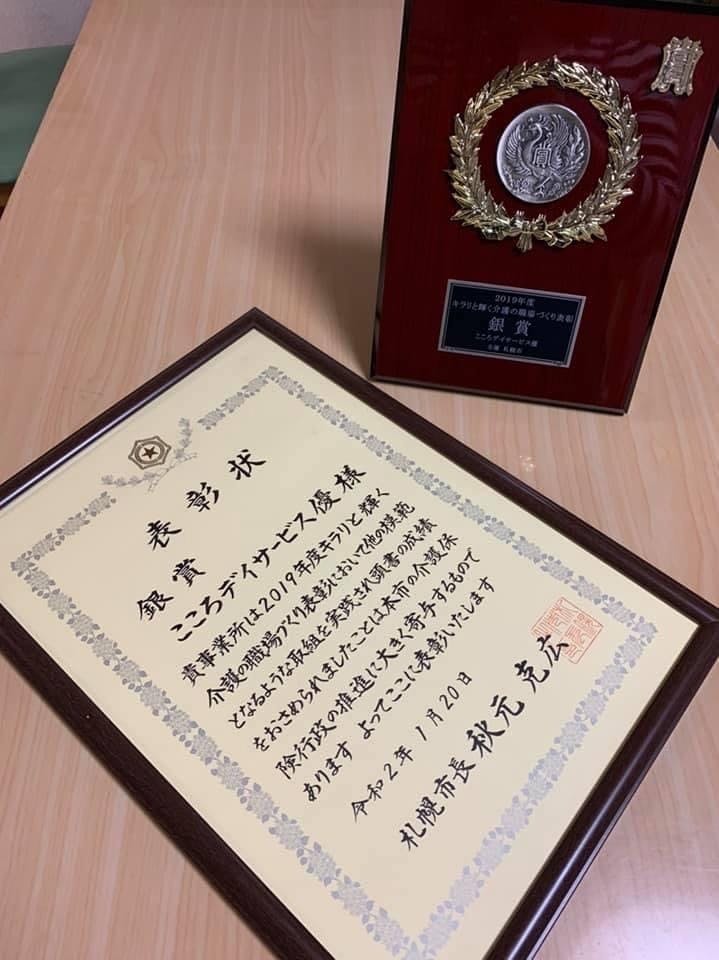 賞
賞
2019年度
キラリと輝く介護の職場づくり表彰
銀賞
こころデイサービス優
主催 札幌市
表彰状
銀賞
こころデイサービス優様
貴事業所は2019年度キラリと輝く
介護の職場づくり表彰において他の模範
となるような取組を実践され頭書の成績
をおさめられましたことは本市の介護保
険行政の推進に大きく寄与するもので
あります よってここに表彰いたします
令和2年1月20日
札幌市長 秋元克広